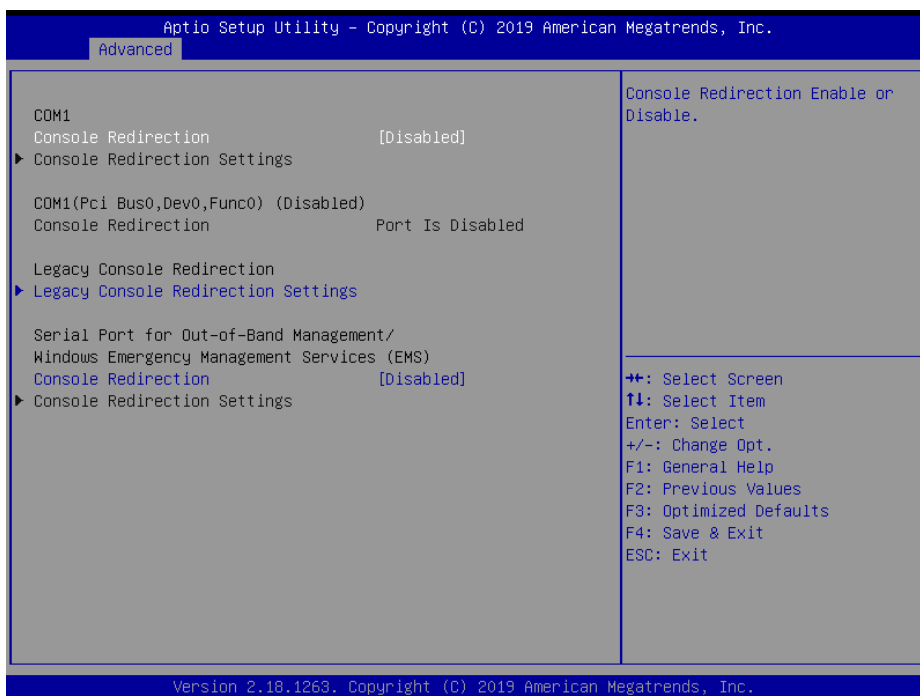 Aptio Setup Utility – Copyright (C) 2019 American Megatrends, Inc.
Advanced
COM1
Console Redirection [Disabled]
▶ Console Redirection Settings
COM1(Pci Bus0,Dev0,Func0) (Disabled)
Console Redirection Port Is Disabled
Legacy Console Redirection
▶ Legacy Console Redirection Settings
Serial Port for Out-of-Band Management/
Windows Emergency Management Services (EMS)
Console Redirection [Disabled]
▶ Console Redirection Settings
Console Redirection Enable or
Disable.
→←: Select Screen
↑↓: Select Item
Enter: Select
+/-: Change Opt.
F1: General Help
F2: Previous Values
F3: Optimized Defaults
F4: Save & Exit
ESC: Exit
Version 2.18.1263. Copyright (C) 2019 American Megatrends, Inc.